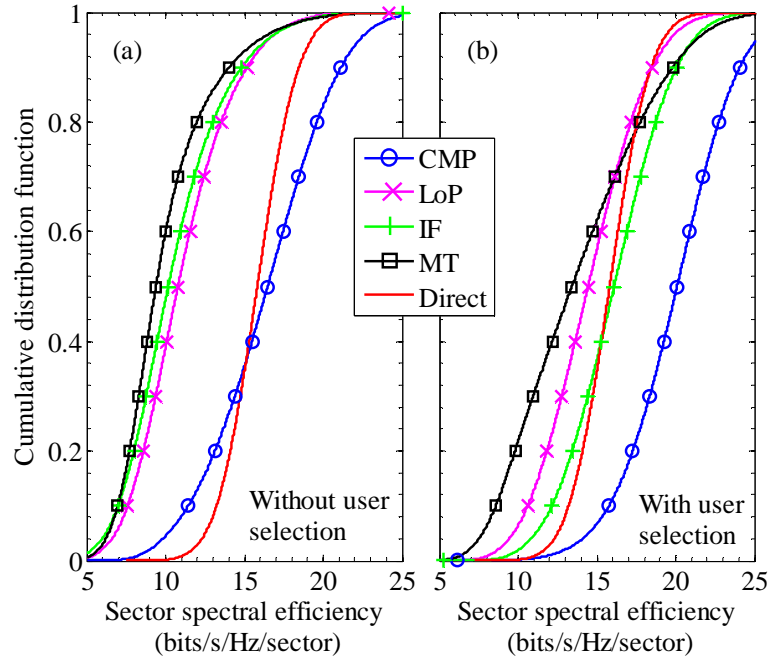 (a)
(b)
1
0.8
0.6
0.4
0.2
0
Cumulative distribution function
CMP
LoP
IF
MT
Direct
Without user
selection
With user
selection
5 10 15 20 25
5 10 15 20 25
Sector spectral efficiency
(bits/s/Hz/sector)
Sector spectral efficiency
(bits/s/Hz/sector)